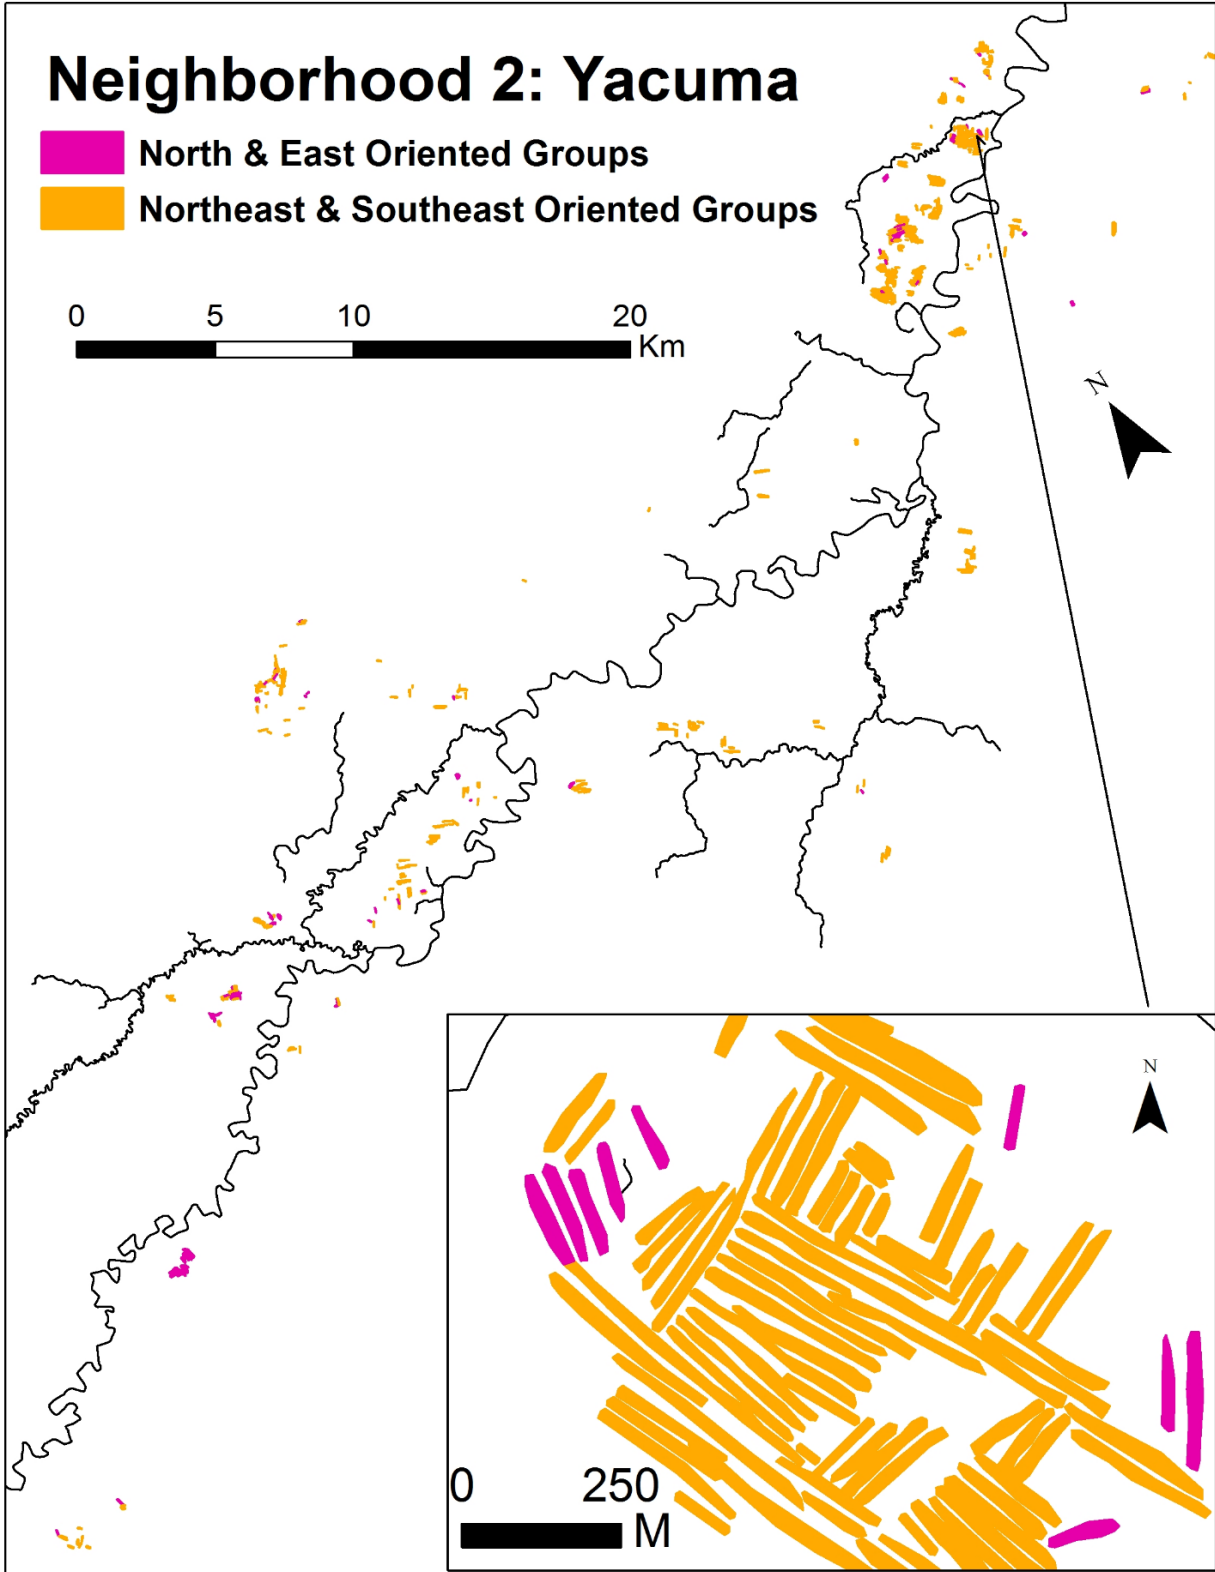 Neighborhood 2: Yacuma
North & East Oriented Groups
Northeast & Southeast Oriented Groups
0 5 10 20
Km
N
N
0 250
M